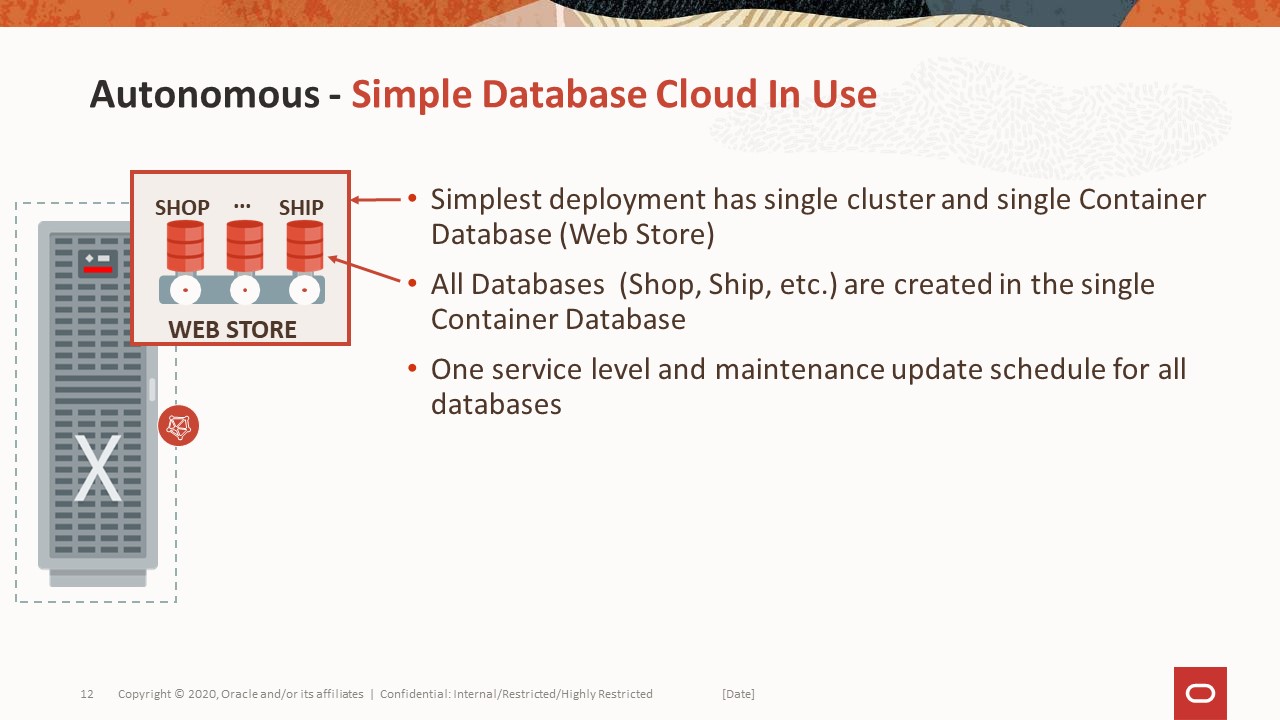 Autonomous - Simple Database Cloud In Use
SHOP ... SHIP
WEB STORE
X
• Simplest deployment has single cluster and single Container
Database (Web Store)
• All Databases (Shop, Ship, etc.) are created in the single
Container Database
• One service level and maintenance update schedule for all
databases
12 Copyright © 2020, Oracle and/or its affiliates | Confidential: Internal/Restricted/Highly Restricted [Date]